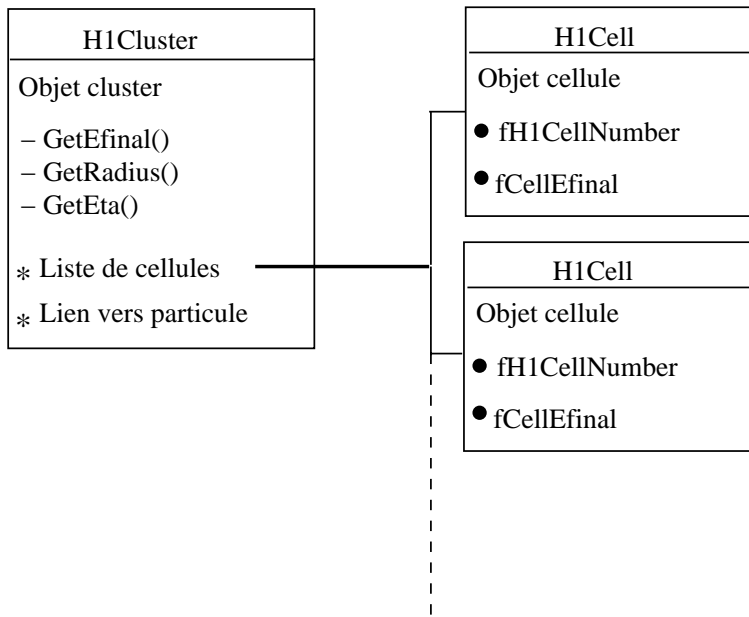 H1Cluster
Objet cluster
– GetEfinal()
– GetRadius()
– GetEta()
* Liste de cellules
* Lien vers particule
H1Cell
Objet cellule
● fH1CellNumber
● fCellEfinal
H1Cell
Objet cellule
● fH1CellNumber
● fCellEfinal